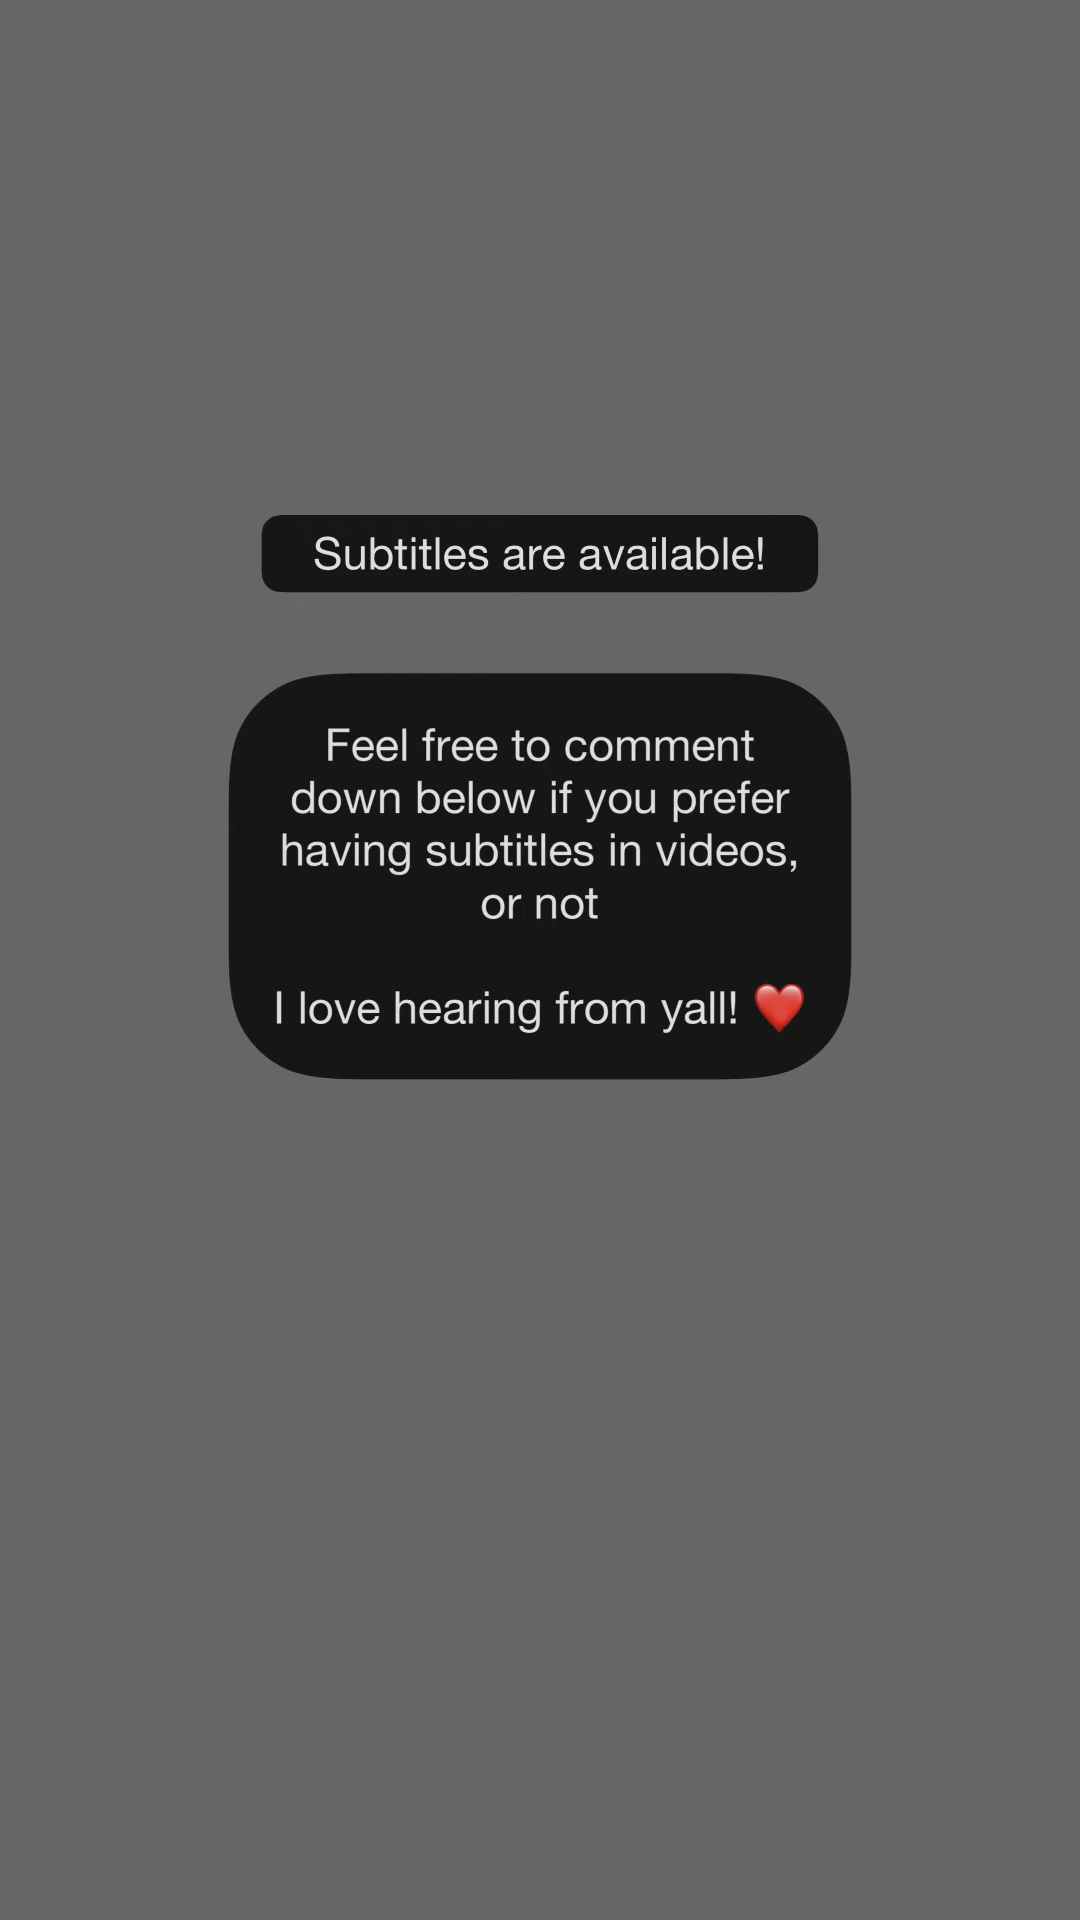 Subtitles are available!
Feel free to comment
down below if you prefer
having subtitles in videos,
or not
I love hearing from yall! ❤️